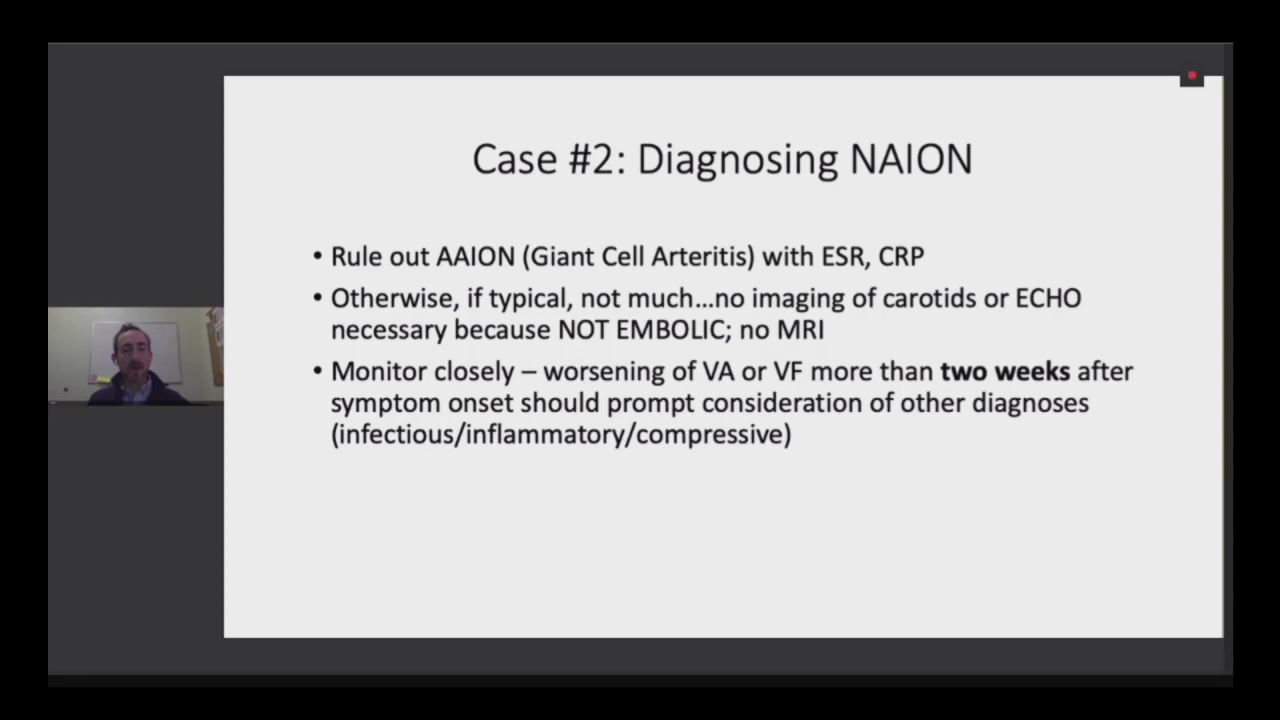 Case #2: Diagnosing NAION
• Rule out AAION (Giant Cell Arteritis) with ESR, CRP
• Otherwise, if typical, not much...no imaging of carotids or ECHO
necessary because NOT EMBOLIC; no MRI
• Monitor closely – worsening of VA or VF more than two weeks after
symptom onset should prompt consideration of other diagnoses
(infectious/inflammatory/compressive)